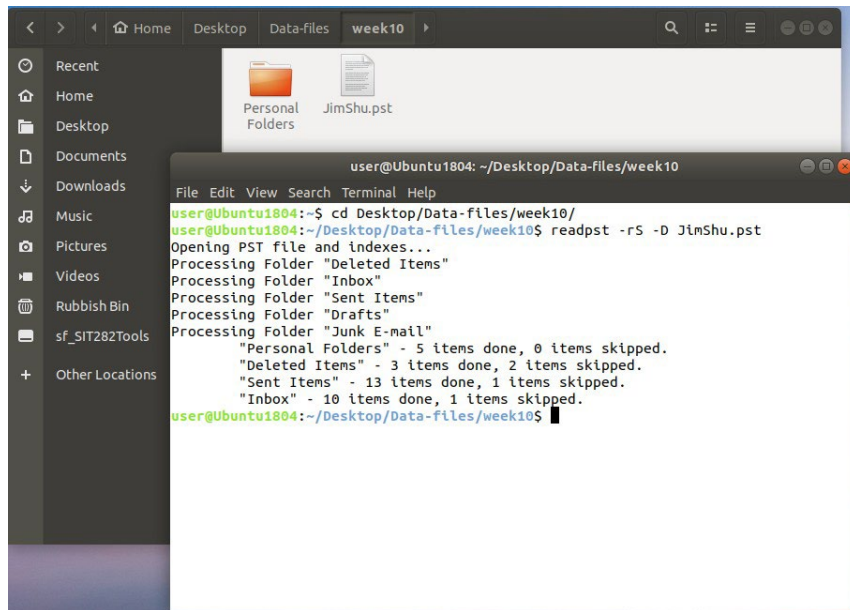 Home Desktop Data-files week10
Recent
Home
Desktop
Documents
Downloads
Music
Pictures
Videos
Rubbish Bin
sf_SIT282Tools
+ Other Locations
Personal
Folders
JimShu.pst
user@Ubuntu1804: ~/Desktop/Data-files/week10
File Edit View Search Terminal Help
user@Ubuntu1804:~$ cd Desktop/Data-files/week10/
user@Ubuntu1804:~/Desktop/Data-files/week10$ readpst -rS -D JimShu.pst
Opening PST file and indexes...
Processing Folder "Deleted Items"
Processing Folder "Inbox"
Processing Folder "Sent Items"
Processing Folder "Drafts"
Processing Folder "Junk E-mail"
"Personal Folders" - 5 items done, 0 items skipped.
"Deleted Items" - 3 items done, 2 items skipped.
"Sent Items" - 13 items done, 1 items skipped.
"Inbox" - 10 items done, 1 items skipped.
user@Ubuntu1804:~/Desktop/Data-files/week10$